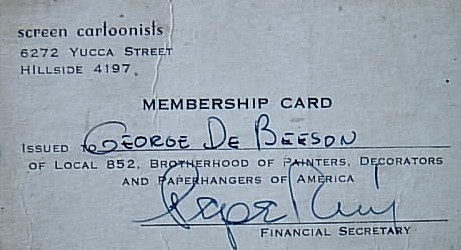 screen cartoonists
6272 YUCCA STREET
HILLSIDE 4197
MEMBERSHIP CARD
ISSUED to GEORGE DE BEESON
OF LOCAL 852, BROTHERHOOD OF PAINTERS, DECORATORS
AND PAPERHANGERS OF AMERICA
FINANCIAL SECRETARY